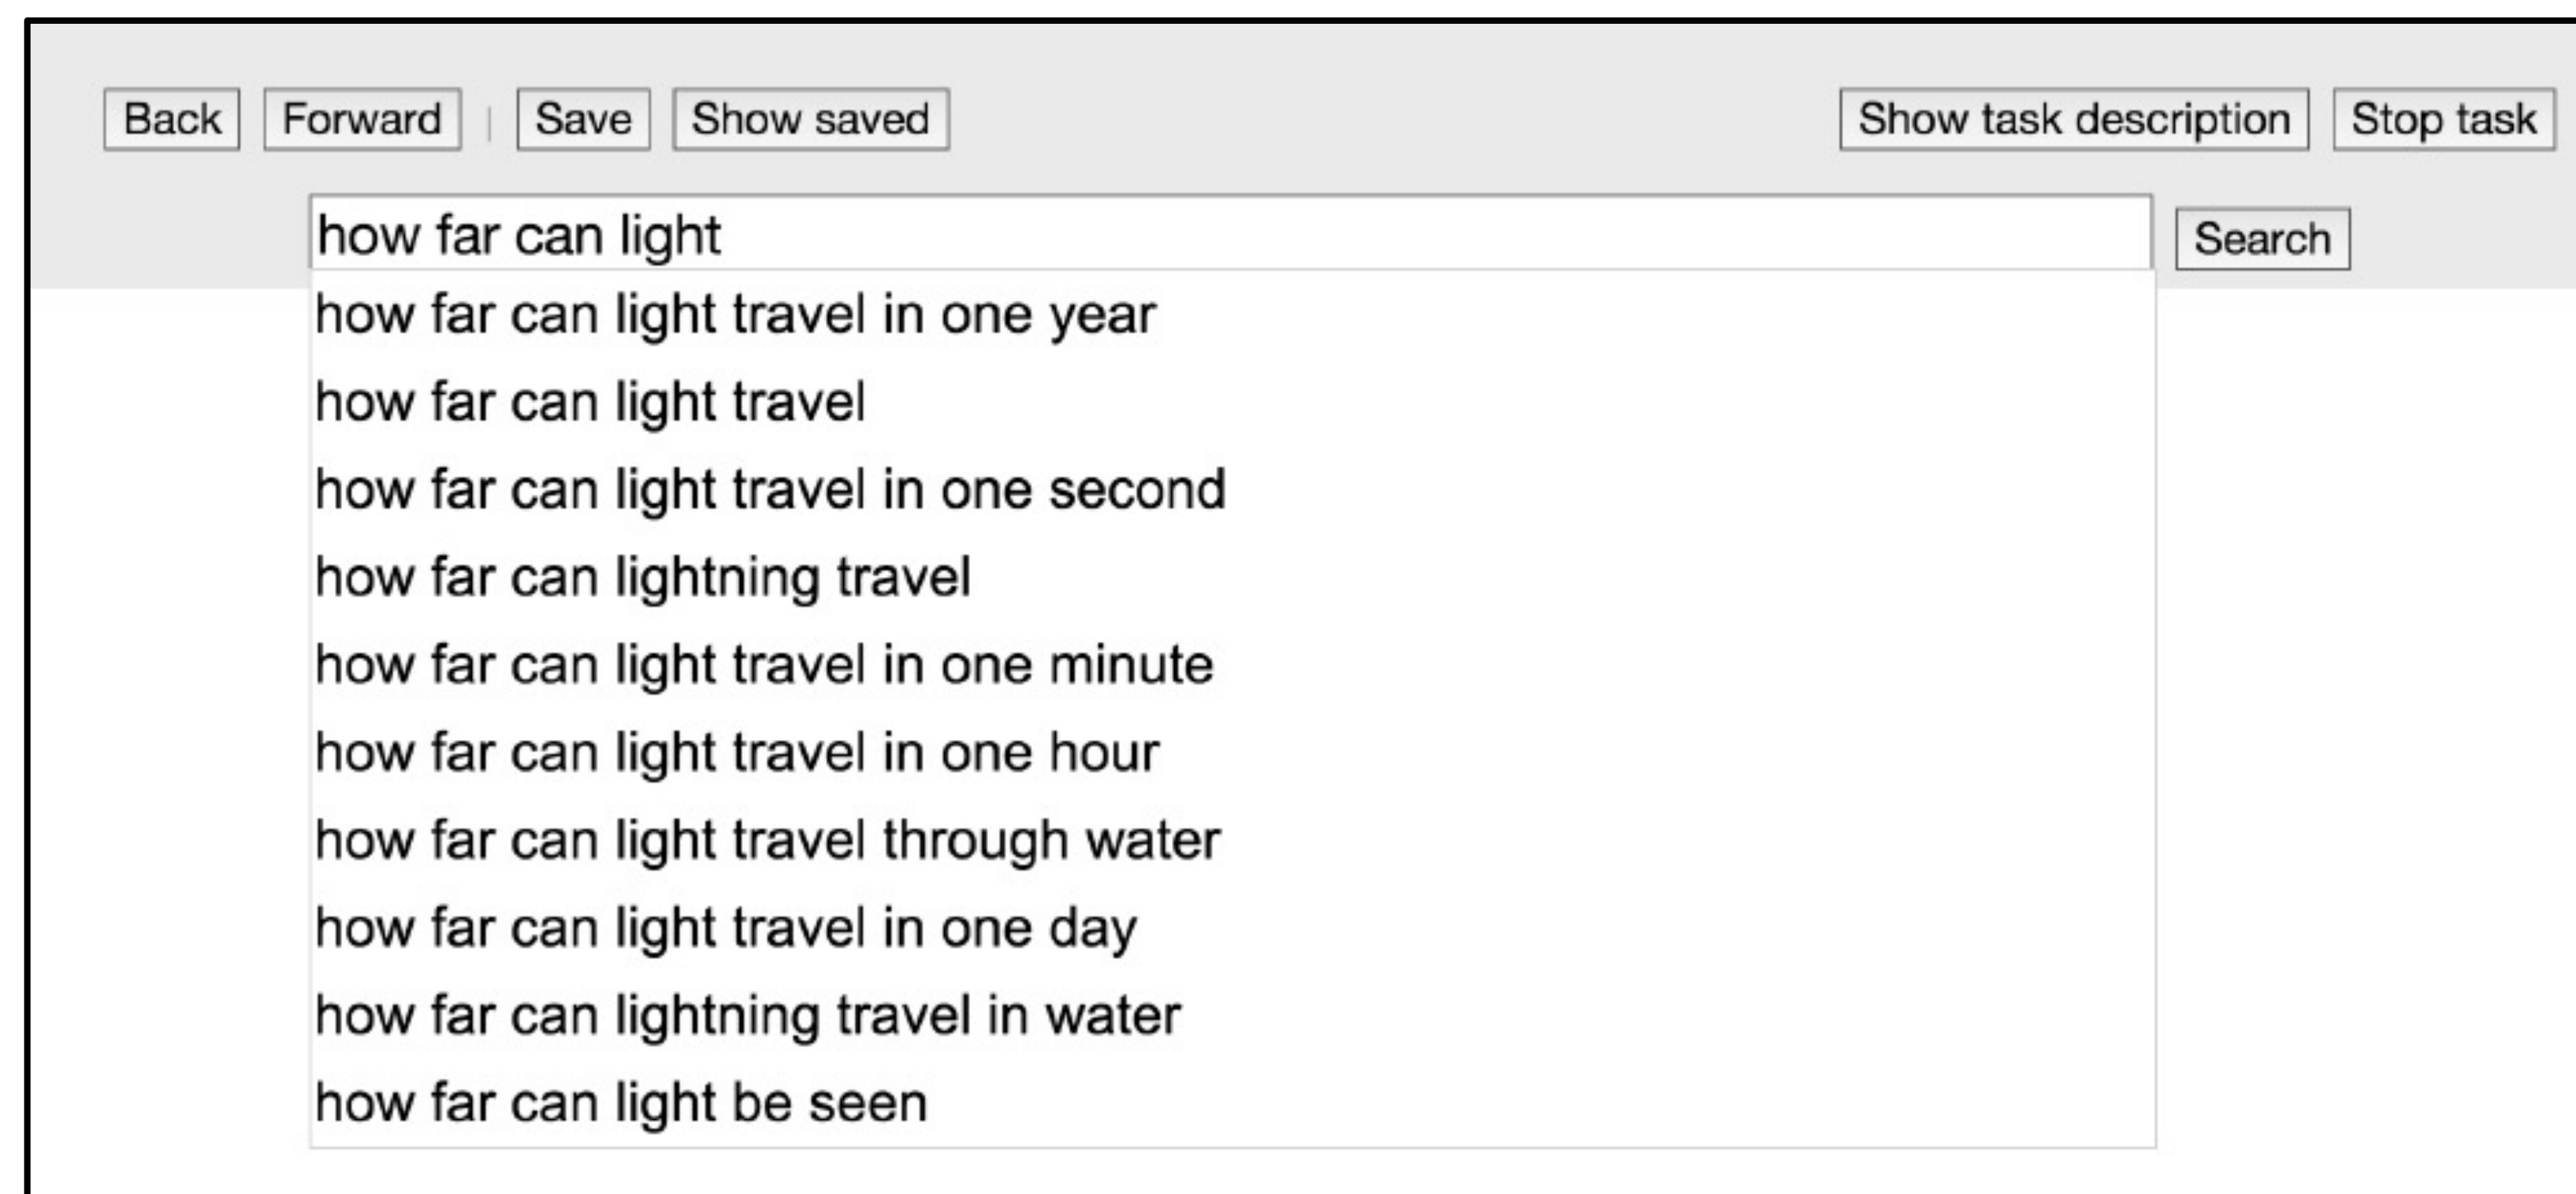 Back Forward | Save Show saved Show task description Stop task
how far can light Search
how far can light travel in one year
how far can light travel
how far can light travel in one second
how far can lightning travel
how far can light travel in one minute
how far can light travel in one hour
how far can light travel through water
how far can light travel in one day
how far can lightning travel in water
how far can light be seen